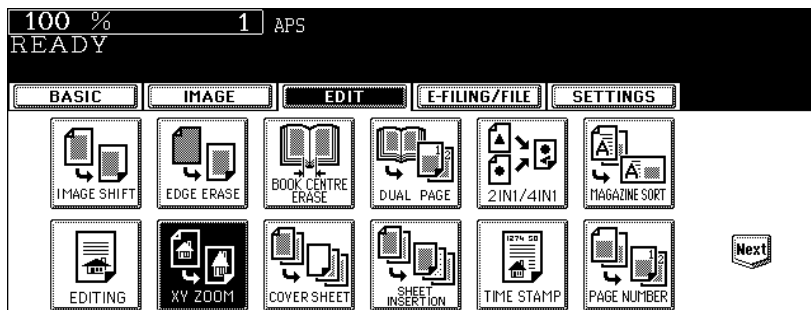 100 % 1 APS
READY
BASIC IMAGE EDIT E-FILING/FILE SETTINGS
IMAGE SHIFT EDGE ERASE BOOK CENTRE ERASE DUAL PAGE 2IN1/4IN1 MAGAZINE SORT
EDITING XY ZOOM COVER SHEET SHEET INSERTION TIME STAMP PAGE NUMBER Next